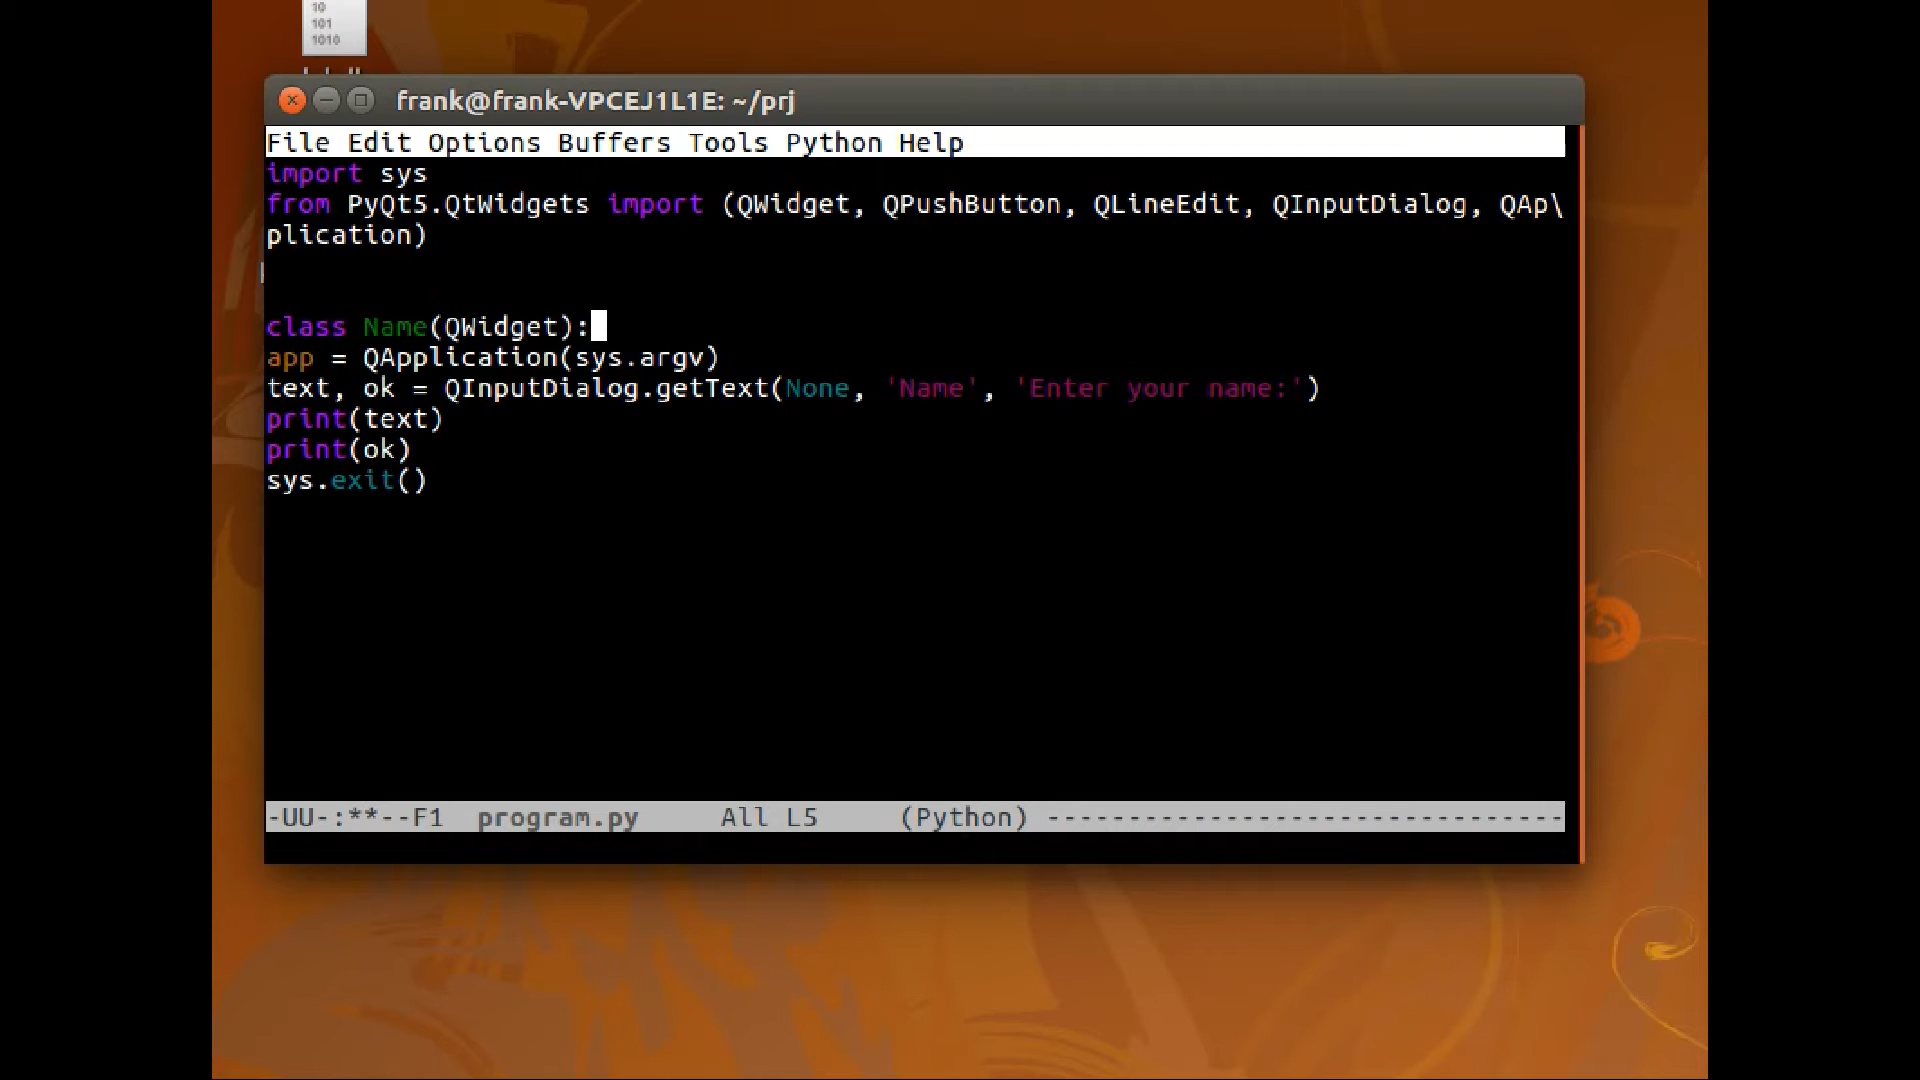 10
101
1010
frank@frank-VPCEJ1L1E: ~/prj
File Edit Options Buffers Tools Python Help
import sys
from PyQt5.QtWidgets import (QWidget, QPushButton, QLineEdit, QInputDialog, QAp\
plication)
class Name(QWidget):
app = QApplication(sys.argv)
text, ok = QInputDialog.getText(None, 'Name', 'Enter your name:')
print(text)
print(ok)
sys.exit()
-UU-:**--F1 program.py All L5 (Python) --------------------------------